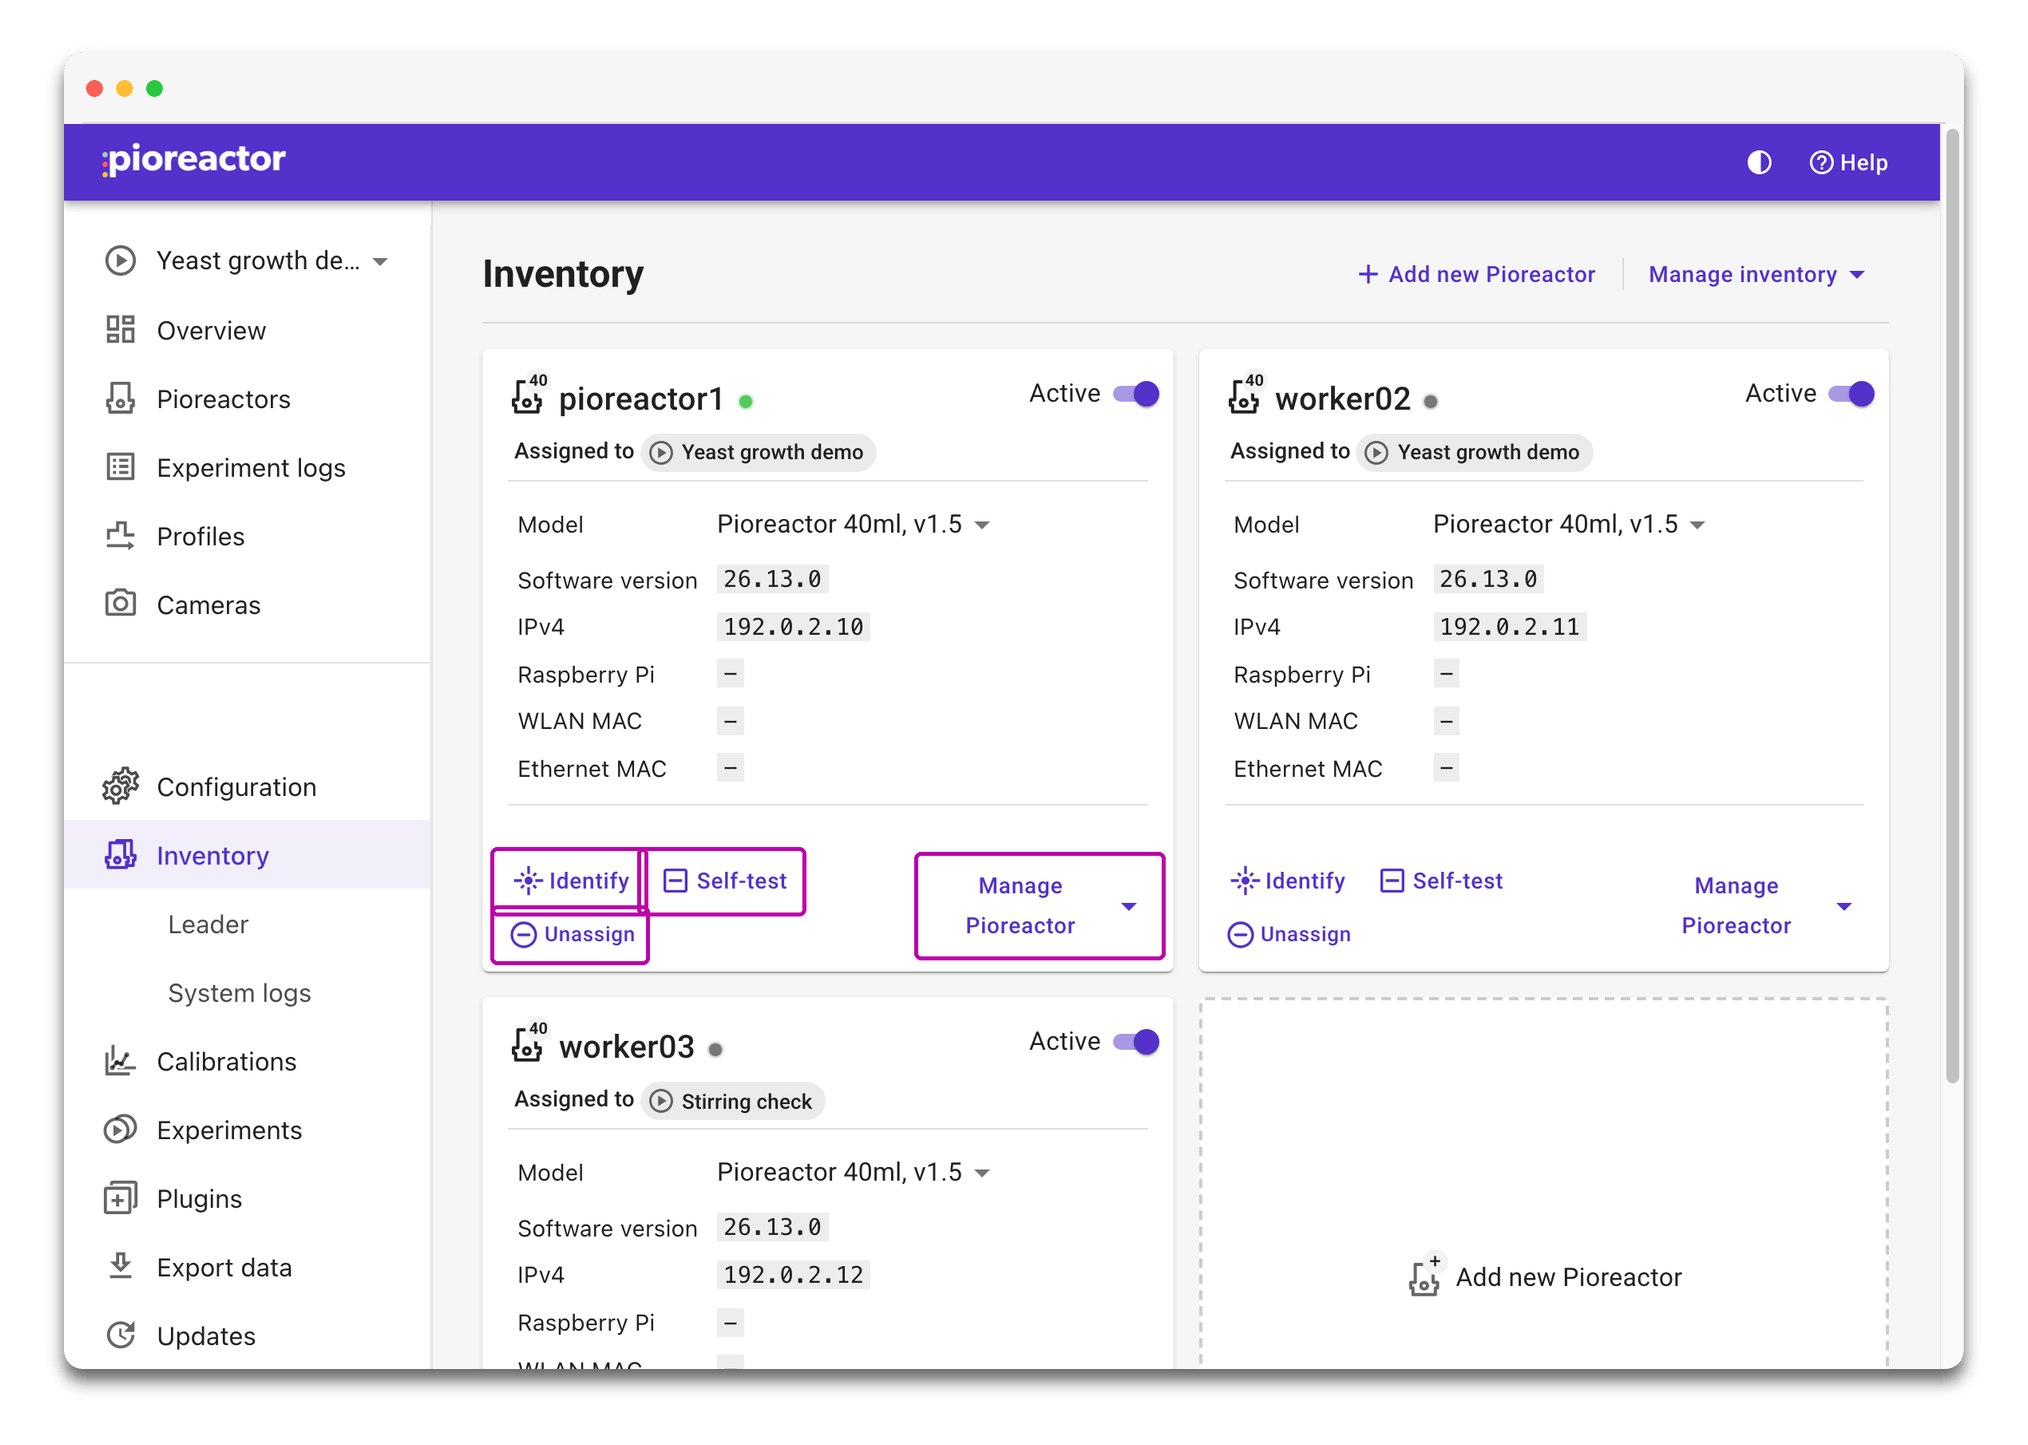 pioreactor
Help
Yeast growth de...
Overview
Pioreactors
Experiment logs
Profiles
Cameras
Configuration
Inventory
Leader
System logs
Calibrations
Experiments
Plugins
Export data
Updates
Inventory
+ Add new Pioreactor
Manage inventory
40
pioreactor1
Active
Assigned to Yeast growth demo
Model Pioreactor 40ml, v1.5
Software version 26.13.0
IPv4 192.0.2.10
Raspberry Pi –
WLAN MAC –
Ethernet MAC –
Identify
Self-test
Unassign
Manage
Pioreactor
40
worker02
Active
Assigned to Yeast growth demo
Model Pioreactor 40ml, v1.5
Software version 26.13.0
IPv4 192.0.2.11
Raspberry Pi –
WLAN MAC –
Ethernet MAC –
Identify
Self-test
Unassign
Manage
Pioreactor
40
worker03
Active
Assigned to Stirring check
Model Pioreactor 40ml, v1.5
Software version 26.13.0
IPv4 192.0.2.12
Raspberry Pi –
WLAN MAC
Add new Pioreactor